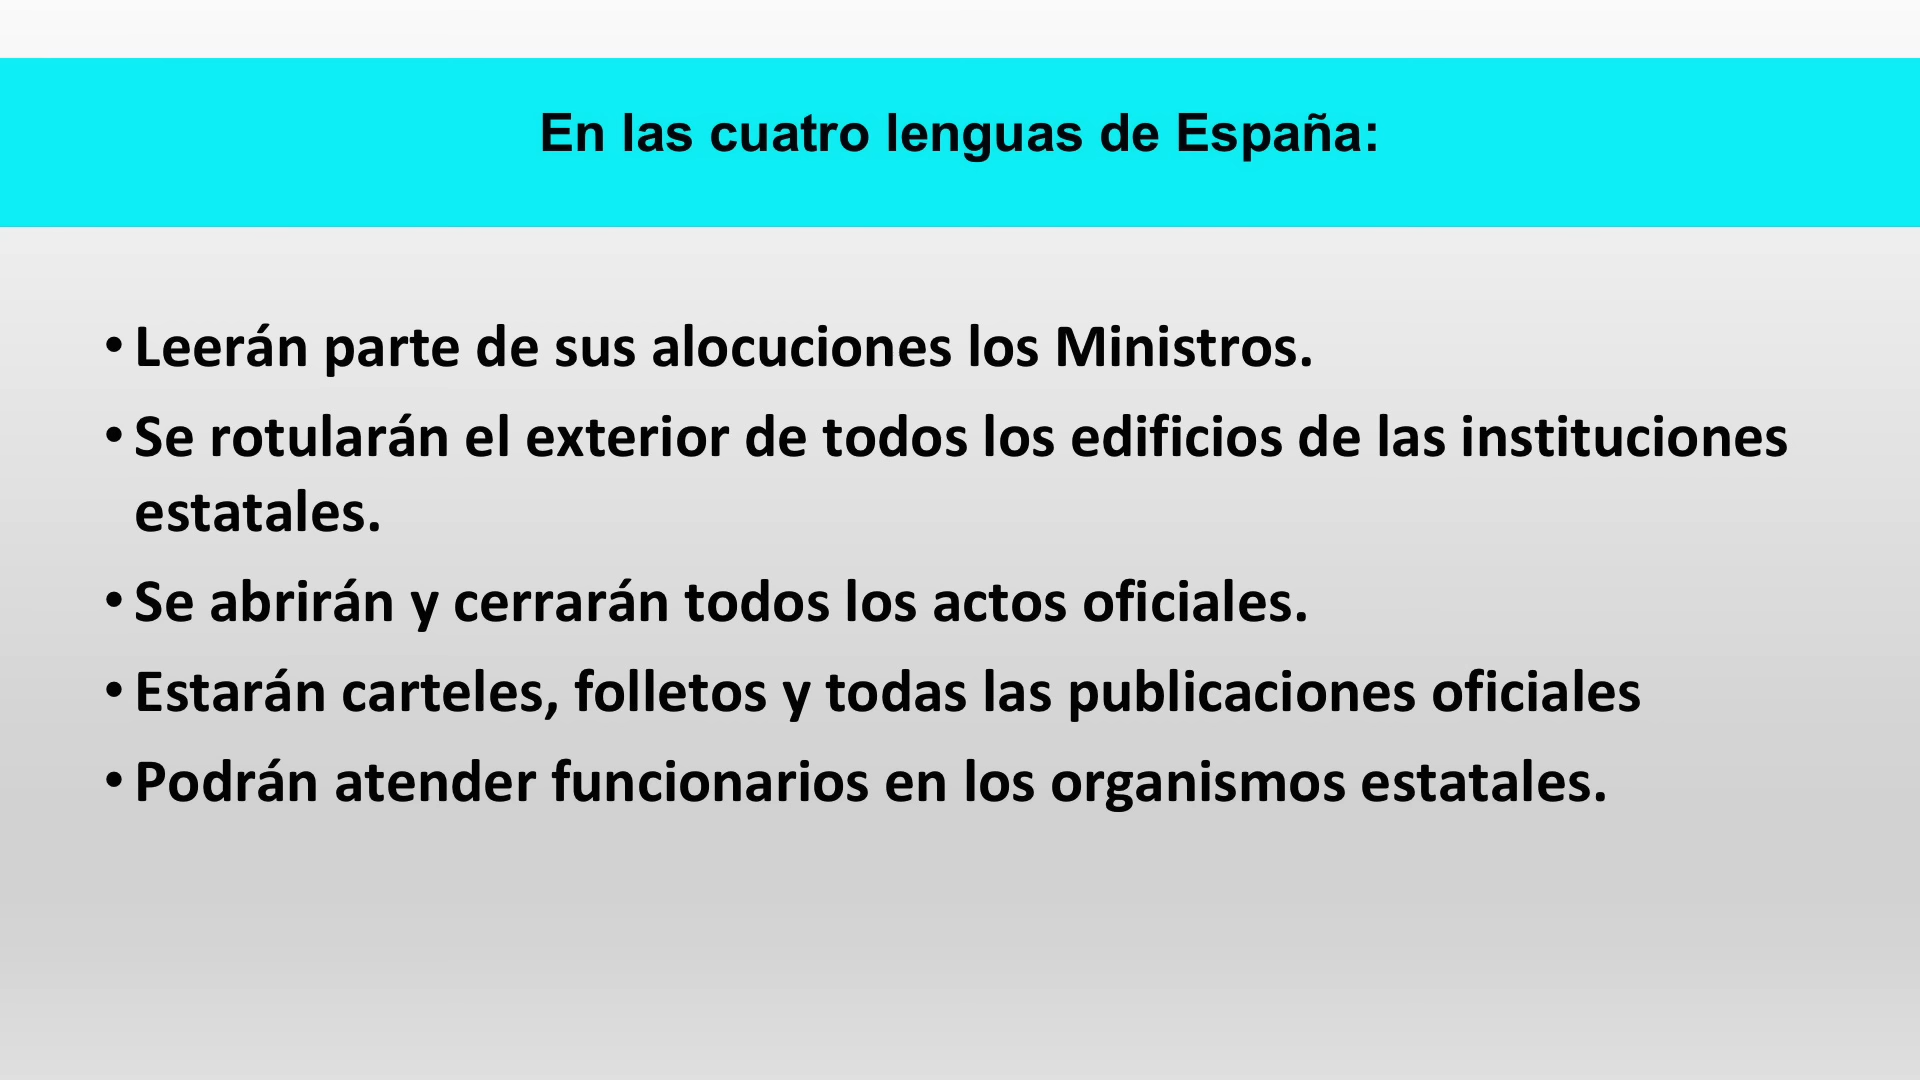 En las cuatro lenguas de España:
• Leerán parte de sus alocuciones los Ministros.
• Se rotularán el exterior de todos los edificios de las instituciones
estatales.
• Se abrirán y cerrarán todos los actos oficiales.
• Estarán carteles, folletos y todas las publicaciones oficiales
• Podrán atender funcionarios en los organismos estatales.